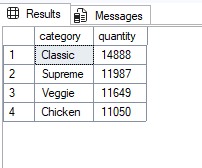 Results Messages
category quantity
1 Classic 14888
2 Supreme 11987
3 Veggie 11649
4 Chicken 11050